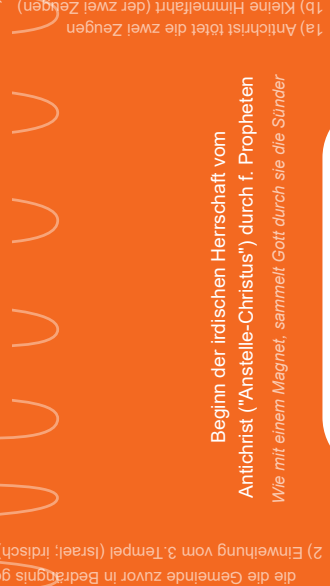 1a) Antichrist tötet die zwei Zeugen
1b) Kleine Himmelfahrt (der zwei Zeugen)
Beginn der irdischen Herrschaft vom
Antichrist ("Anstelle-Christus") durch f. Propheten
Wie mit einem Magnet, sammelt Gott durch sie die Sünder
die die Gemeinde zuvor in Bedrängnis
2) Einweihung vom 3.Tempel (Israel; irdisch)